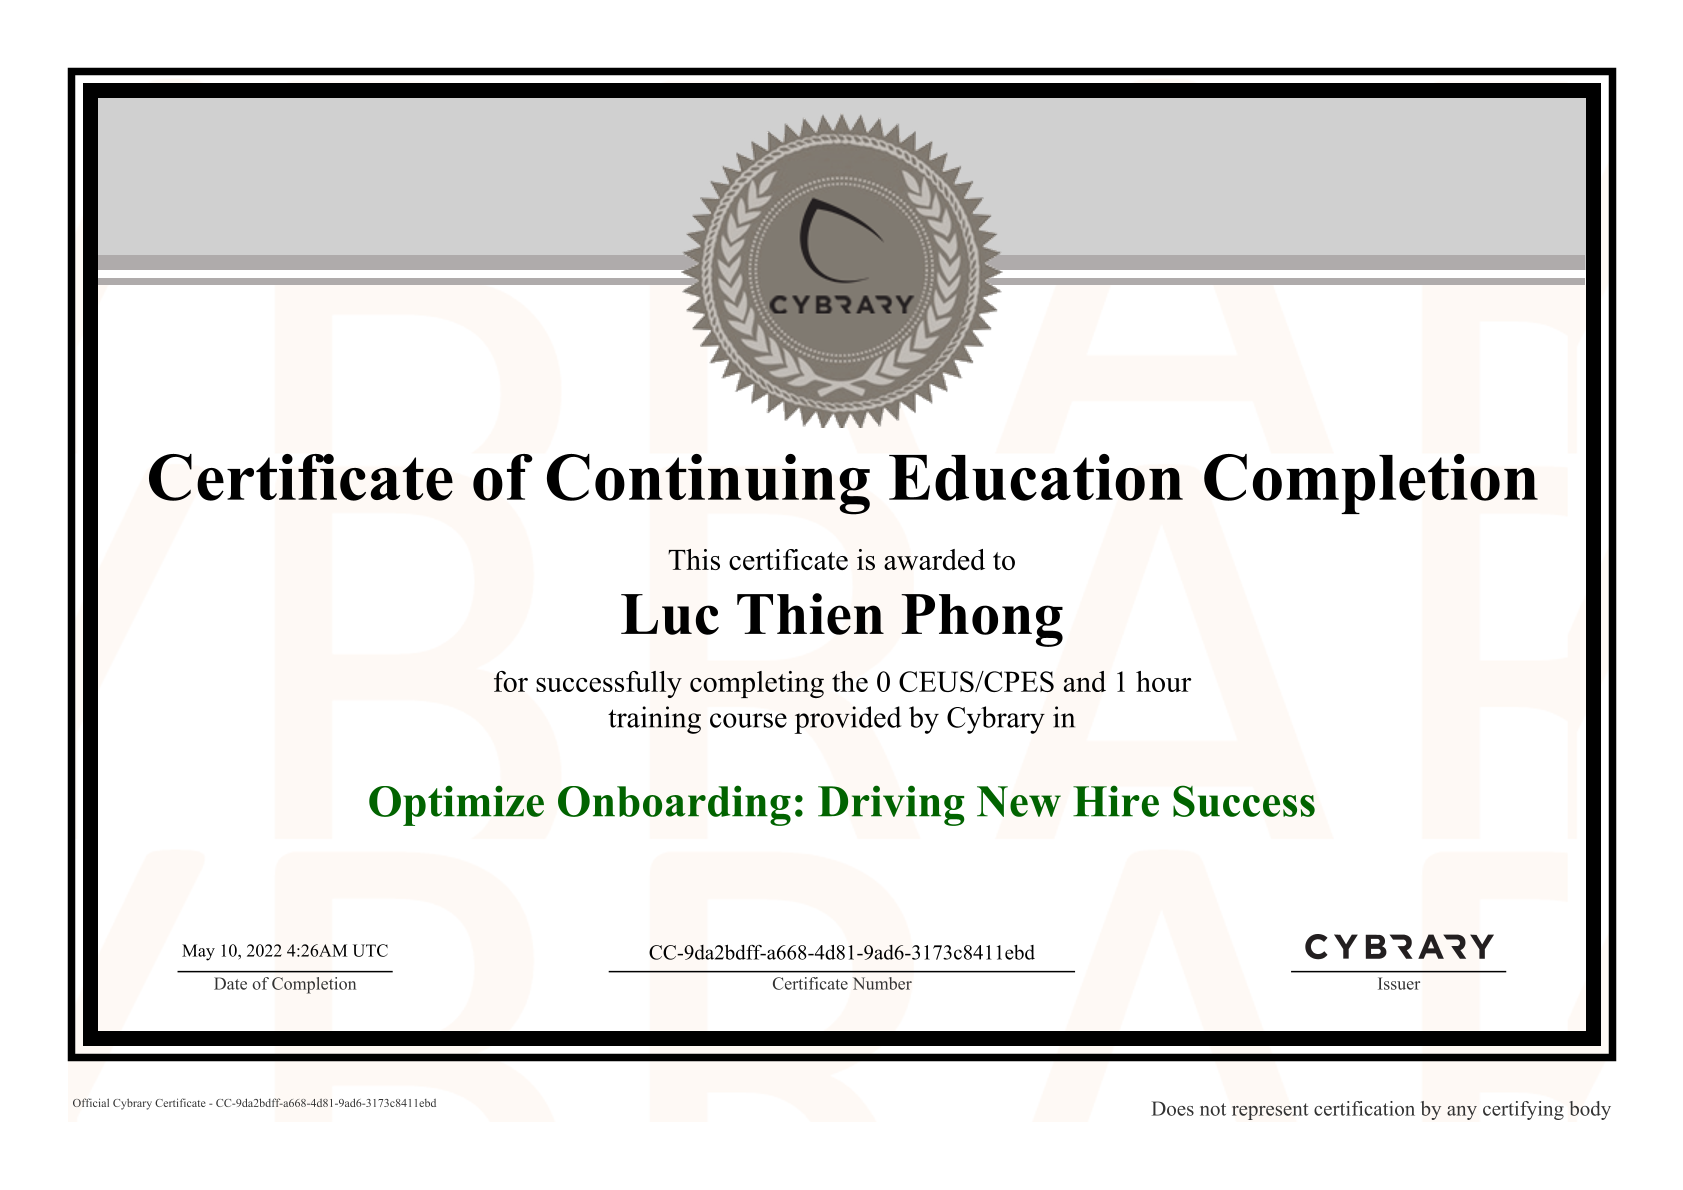 CYBRARY
Certificate of Continuing Education Completion
This certificate is awarded to
Luc Thien Phong
for successfully completing the 0 CEUS/CPES and 1 hour
training course provided by Cybrary in
Optimize Onboarding: Driving New Hire Success
May 10, 2022 4:26AM UTC
Date of Completion
CC-9da2bdff-a668-4d81-9ad6-3173c8411ebd
Certificate Number
CYBRARY
Issuer
Official Cybrary Certificate - CC-9da2bdff-a668-4d81-9ad6-3173c8411ebd
Does not represent certification by any certifying body